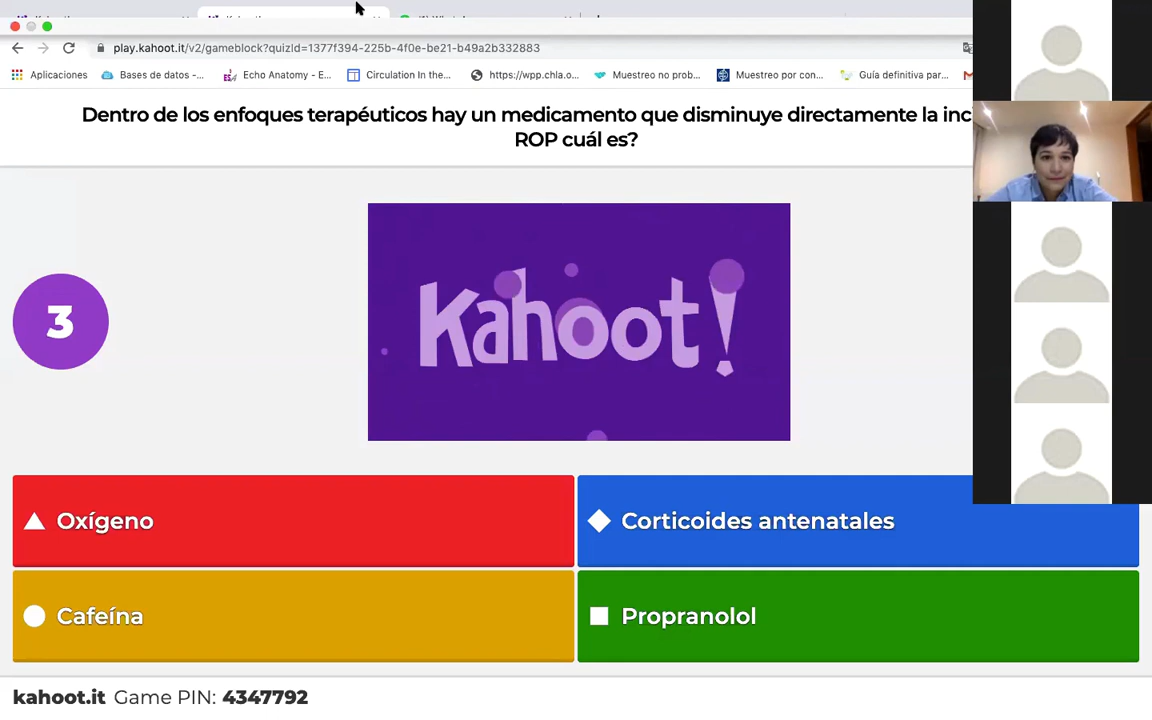 play.kahoot.it/v2/gameblock?quizId=1377f394-225b-4f0e-be21-b49a2b332883
Aplicaciones Bases de datos -... Echo Anatomy - E... Circulation In the... https://wpp.chla.o... Muestreo no prob... Muestreo por con... Guía definitiva par...
Dentro de los enfoques terapéuticos hay un medicamento que disminuye directamente la inc
ROP cuál es?
3
Kahoot!
Oxígeno
Corticoides antenatales
Cafeína
Propranolol
kahoot.it Game PIN: 4347792